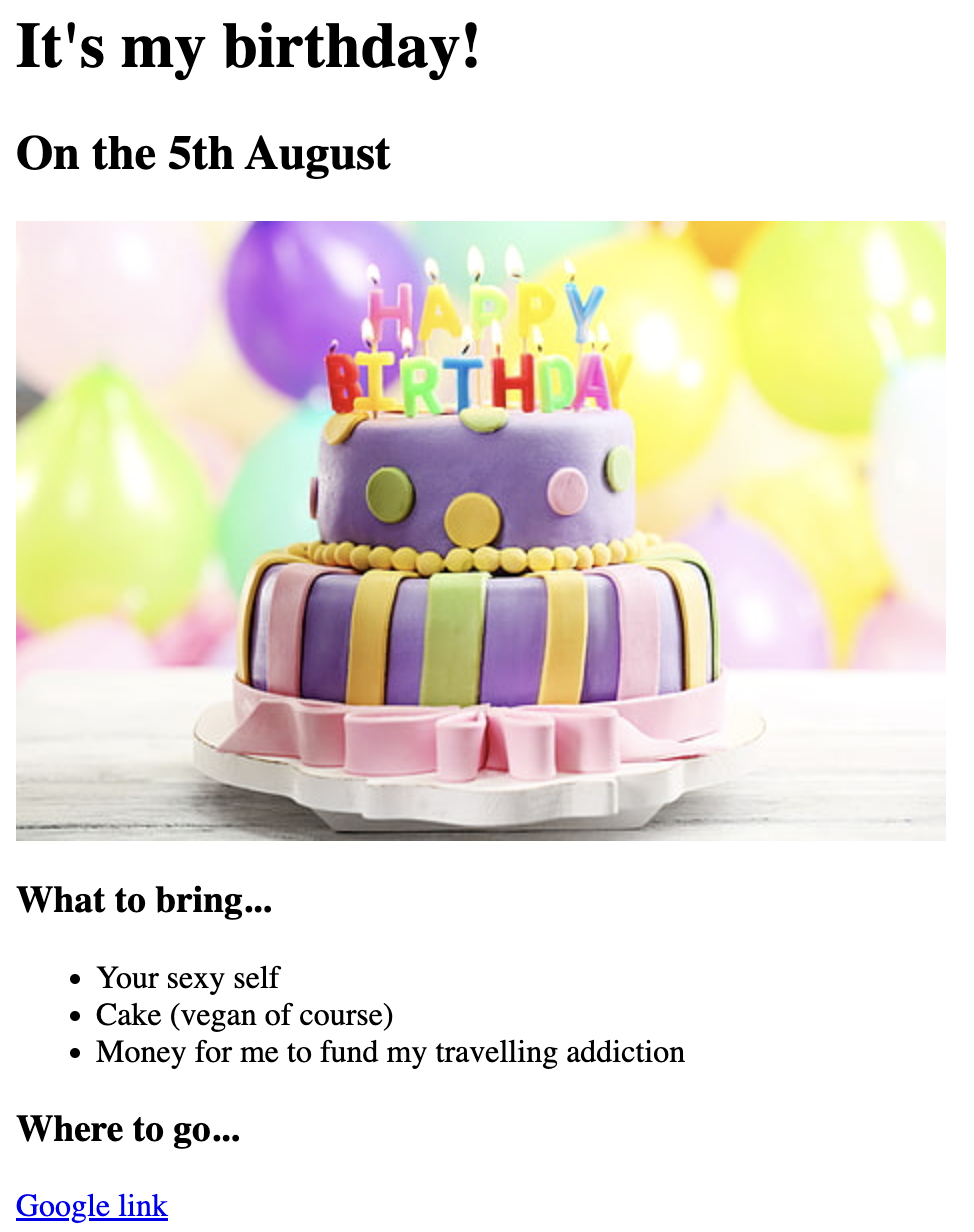 It's my birthday!
On the 5th August
HAPPY
BIRTHDAY
What to bring...
Your sexy self
Cake (vegan of course)
Money for me to fund my travelling addiction
Where to go...
Google link